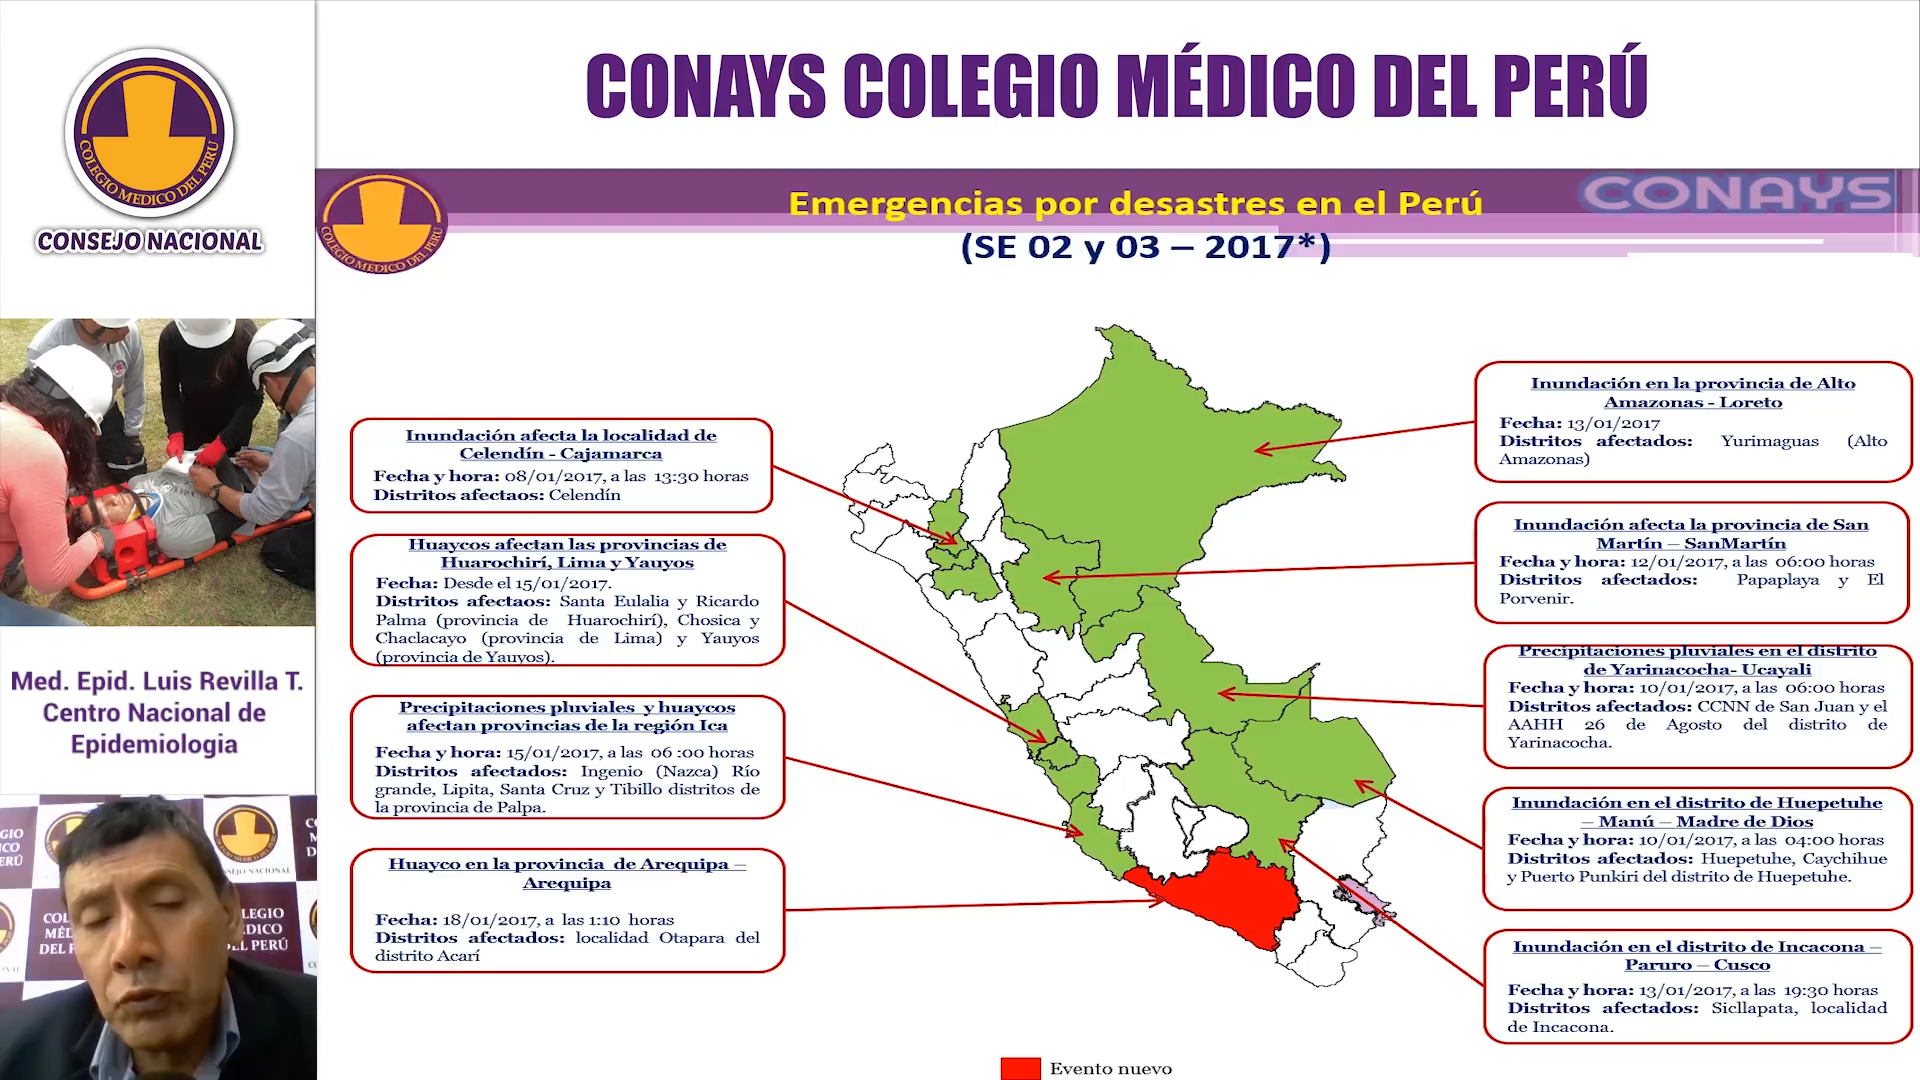 CONAYS COLEGIO MÉDICO DEL PERÚ
COLEGIO MEDICO DEL PERU
CONSEJO NACIONAL
COLEGIO MEDICO DEL PERU
Emergencias por desastres en el Perú
CONAYS
(SE 02 y 03 – 2017*)
Inundación afecta la localidad de
Celendín - Cajamarca
Fecha y hora: 08/01/2017, a las 13:30 horas
Distritos afectaos: Celendín
Huaycos afectan las provincias de
Huarochirí, Lima y Yauyos
Fecha: Desde el 15/01/2017.
Distritos afectaos: Santa Eulalia y Ricardo
Palma (provincia de Huarochirí), Chosica y
Chaclacayo (provincia de Lima) y Yauyos
(provincia de Yauyos).
Precipitaciones pluviales y huaycos
afectan provincias de la región Ica
Fecha y hora: 15/01/2017, a las 06 :00 horas
Distritos afectados: Ingenio (Nazca) Río
grande, Lipita, Santa Cruz y Tibillo distritos de
la provincia de Palpa.
Huayco en la provincia de Arequipa –
Arequipa
Fecha: 18/01/2017, a las 1:10 horas
Distritos afectados: localidad Otapara del
distrito Acarí
Inundación en la provincia de Alto
Amazonas - Loreto
Fecha: 13/01/2017
Distritos afectados: Yurimaguas (Alto
Amazonas)
Inundación afecta la provincia de San
Martín – SanMartín
Fecha y hora: 12/01/2017, a las 06:00 horas
Distritos afectados: Papaplaya y El
Porvenir.
Precipitaciones pluviales en el distrito
de Yarinacocha- Ucayali
Fecha y hora: 10/01/2017, a las 06:00 horas
Distritos afectados: CCNN de San Juan y el
AAHH 26 de Agosto del distrito de
Yarinacocha.
Inundación en el distrito de Huepetuhe
– Manú – Madre de Dios
Fecha y hora: 10/01/2017, a las 04:00 horas
Distritos afectados: Huepetuhe, Caychihue
y Puerto Punkiri del distrito de Huepetuhe.
Inundación en el distrito de Incacona –
Paruro – Cusco
Fecha y hora: 13/01/2017, a las 19:30 horas
Distritos afectados: Sicllapata, localidad
de Incacona.
Evento nuevo
Med. Epid. Luis Revilla T.
Centro Nacional de
Epidemiologia